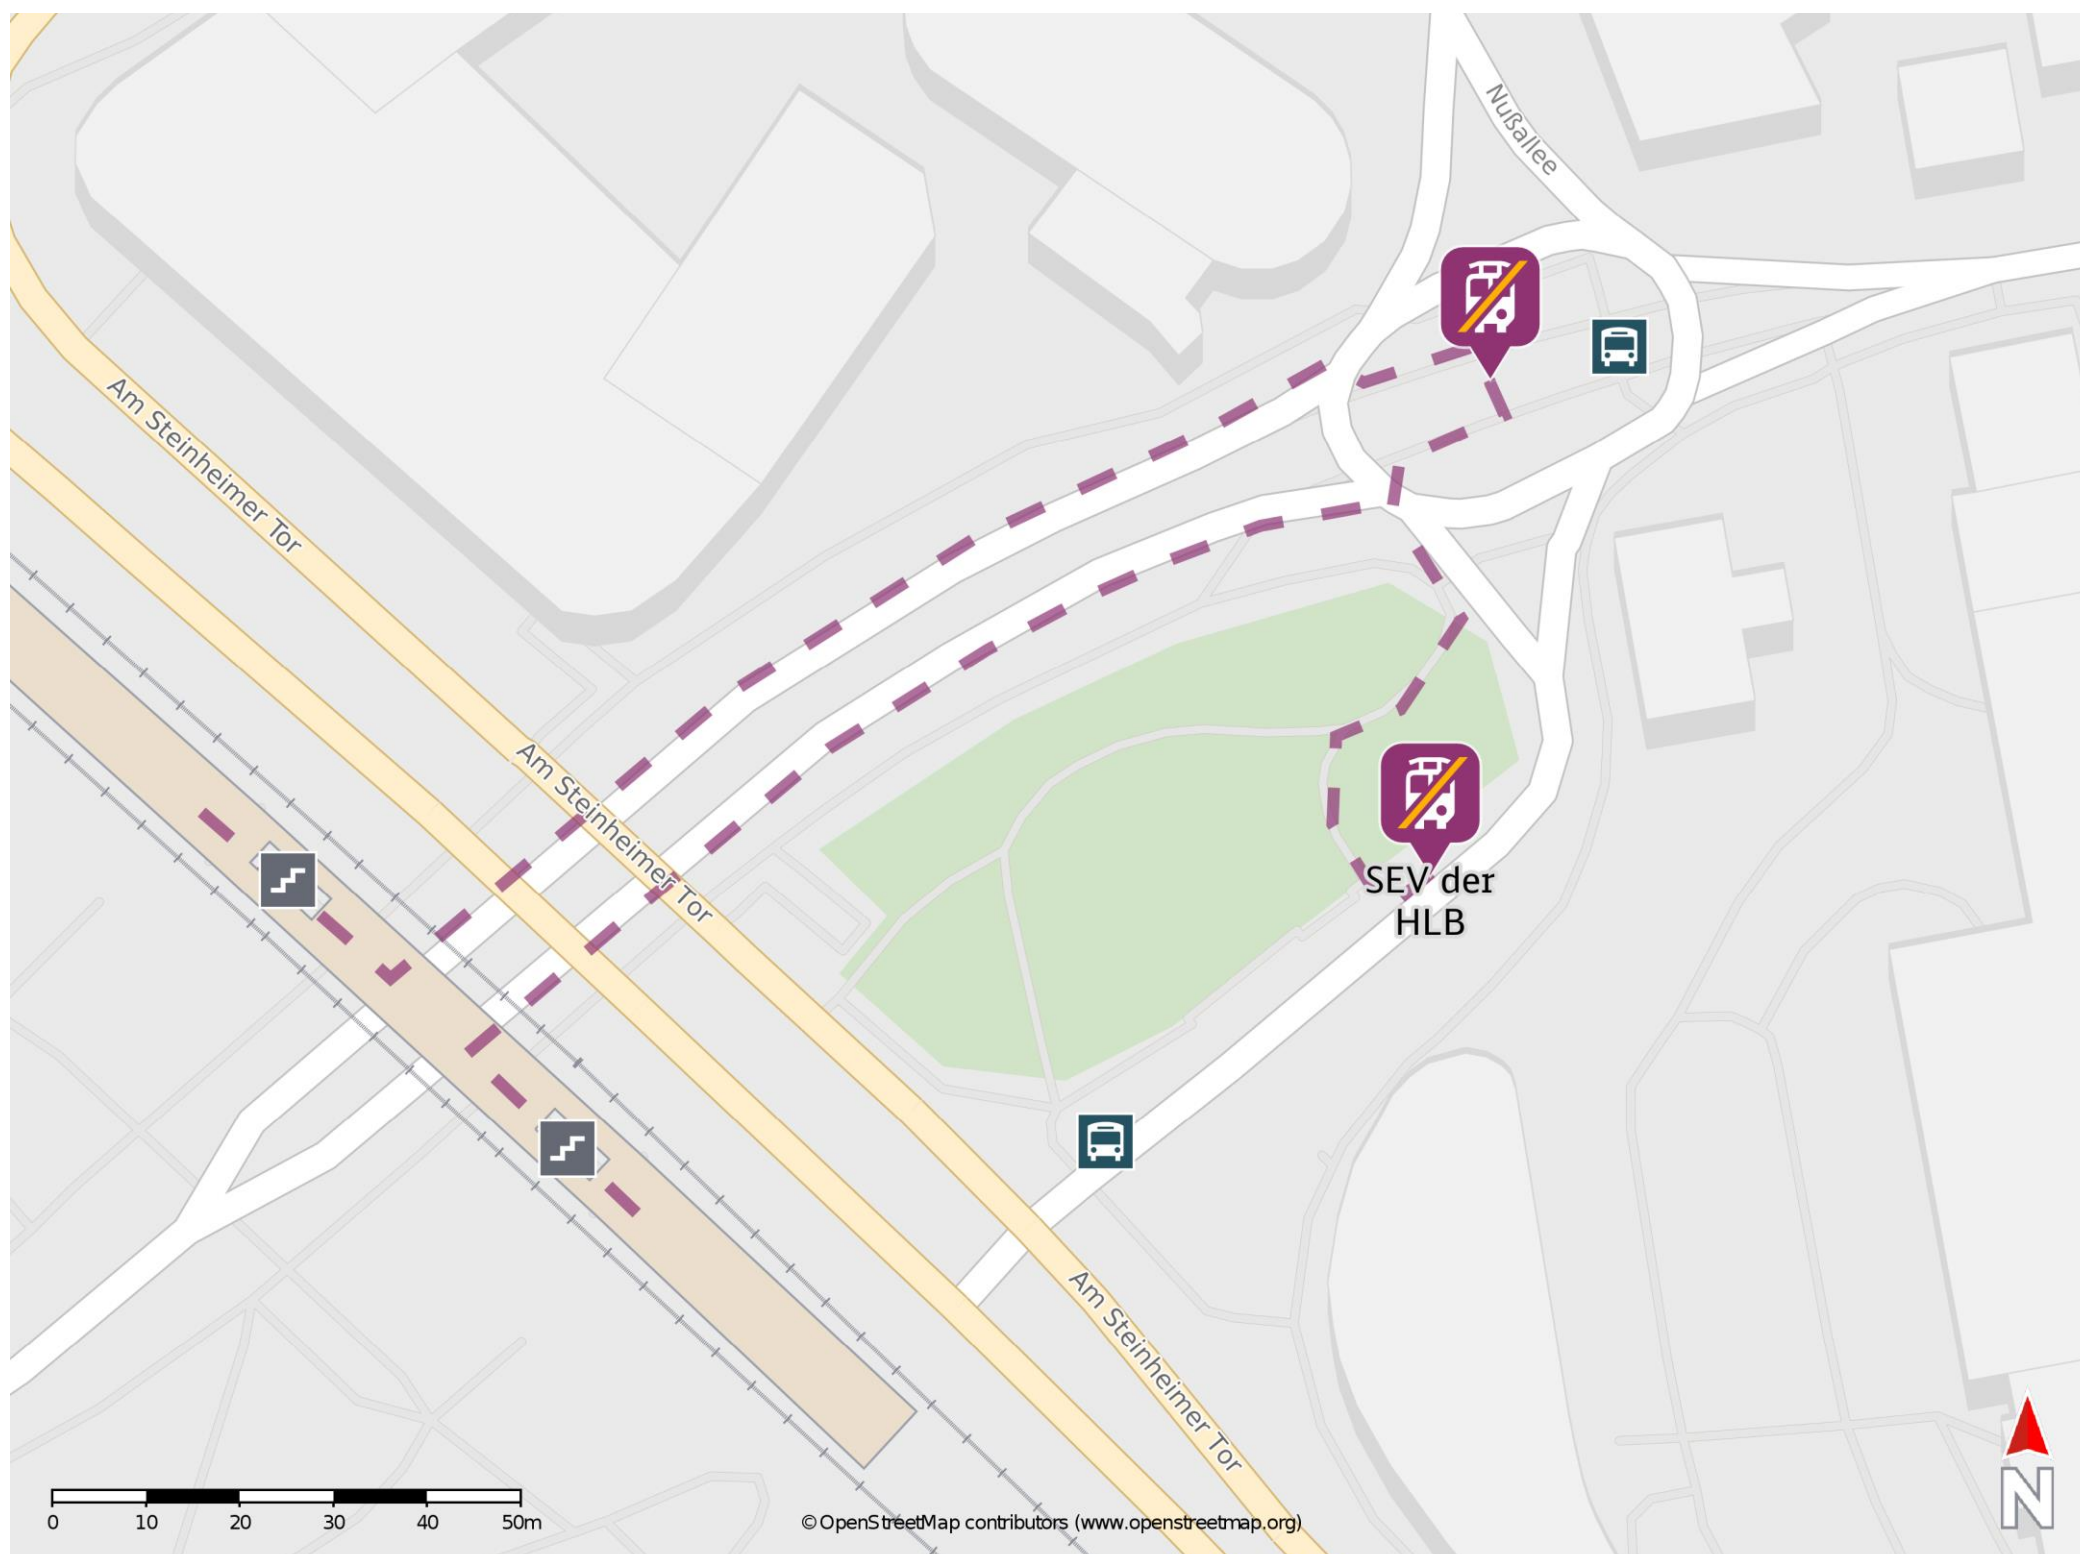 Nußallee
Am Steinheimer Tor
Am Steinheimer Tor
SEV der
HLB
Am Steinheimer Tor
N
0 10 20 30 40 50m
© OpenStreetMap contributors (www.openstreetmap.org)